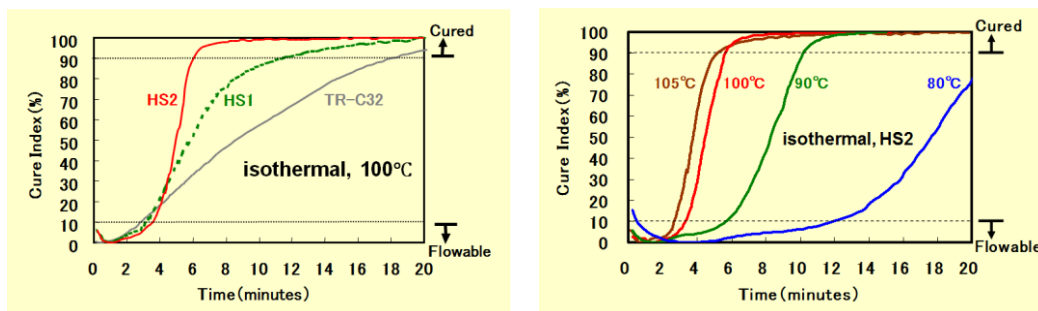 Cured
100
90
80
70
60
50
40
30
20
10
0
Cure Index(%)
HS2
HS1
TR-C32
isothermal, 100℃
Flowable
0 2 4 6 8 10 12 14 16 18 20
Time(minutes)
Cured
100
90
80
70
60
50
40
30
20
10
0
Cure Index(%)
105℃
100℃
90℃
80℃
isothermal, HS2
Flowable
0 2 4 6 8 10 12 14 16 18 20
Time(minutes)